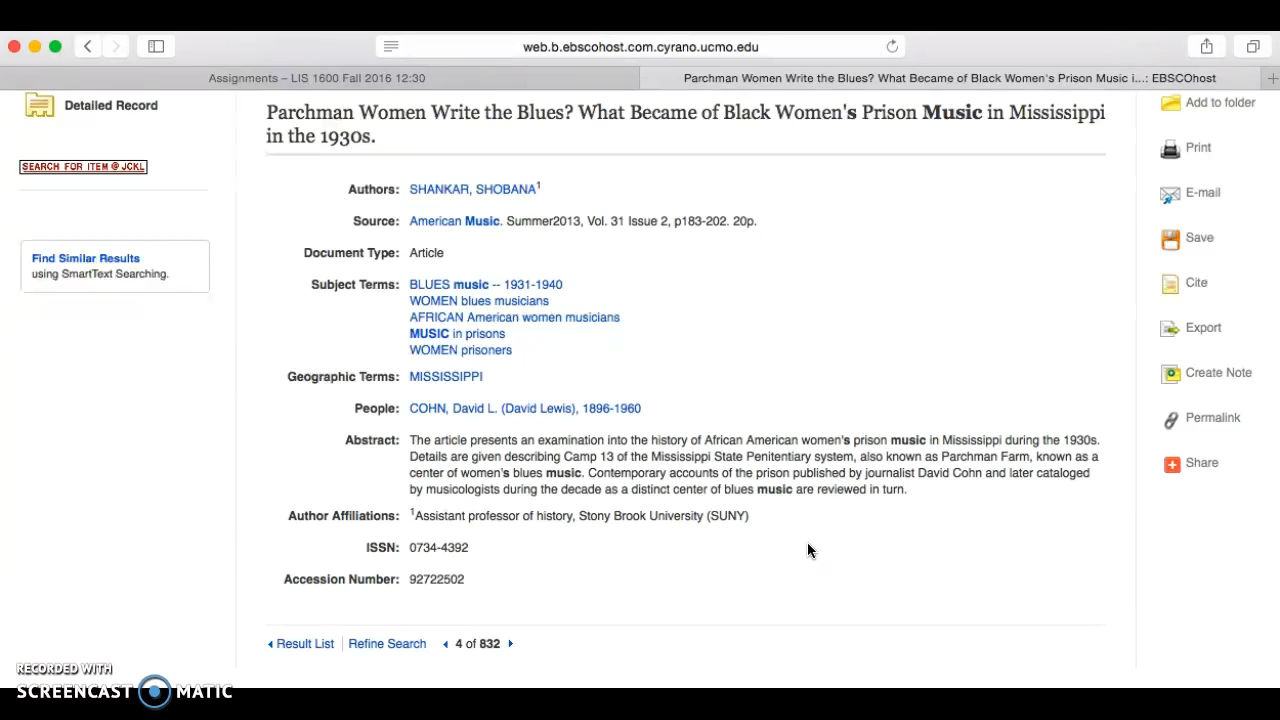 web.b.ebscohost.com.cyrano.ucmo.edu
Assignments – LIS 1600 Fall 2016 12:30
Parchman Women Write the Blues? What Became of Black Women's Prison Music i...: EBSCOhost
Detailed Record
SEARCH FOR ITEM @ JCKL
Find Similar Results
using SmartText Searching.
Parchman Women Write the Blues? What Became of Black Women's Prison Music in Mississippi
in the 1930s.
Authors: SHANKAR, SHOBANA1
Source: American Music. Summer2013, Vol. 31 Issue 2, p183-202. 20p.
Document Type: Article
Subject Terms: BLUES music -- 1931-1940
WOMEN blues musicians
AFRICAN American women musicians
MUSIC in prisons
WOMEN prisoners
Geographic Terms: MISSISSIPPI
People: COHN, David L. (David Lewis), 1896-1960
Abstract: The article presents an examination into the history of African American women's prison music in Mississippi during the 1930s.
Details are given describing Camp 13 of the Mississippi State Penitentiary system, also known as Parchman Farm, known as a
center of women's blues music. Contemporary accounts of the prison published by journalist David Cohn and later cataloged
by musicologists during the decade as a distinct center of blues music are reviewed in turn.
Author Affiliations: 1Assistant professor of history, Stony Brook University (SUNY)
ISSN: 0734-4392
Accession Number: 92722502
Result List Refine Search 4 of 832
Add to folder
Print
E-mail
Save
Cite
Export
Create Note
Permalink
Share
RECORDED WITH
SCREENCAST MATIC